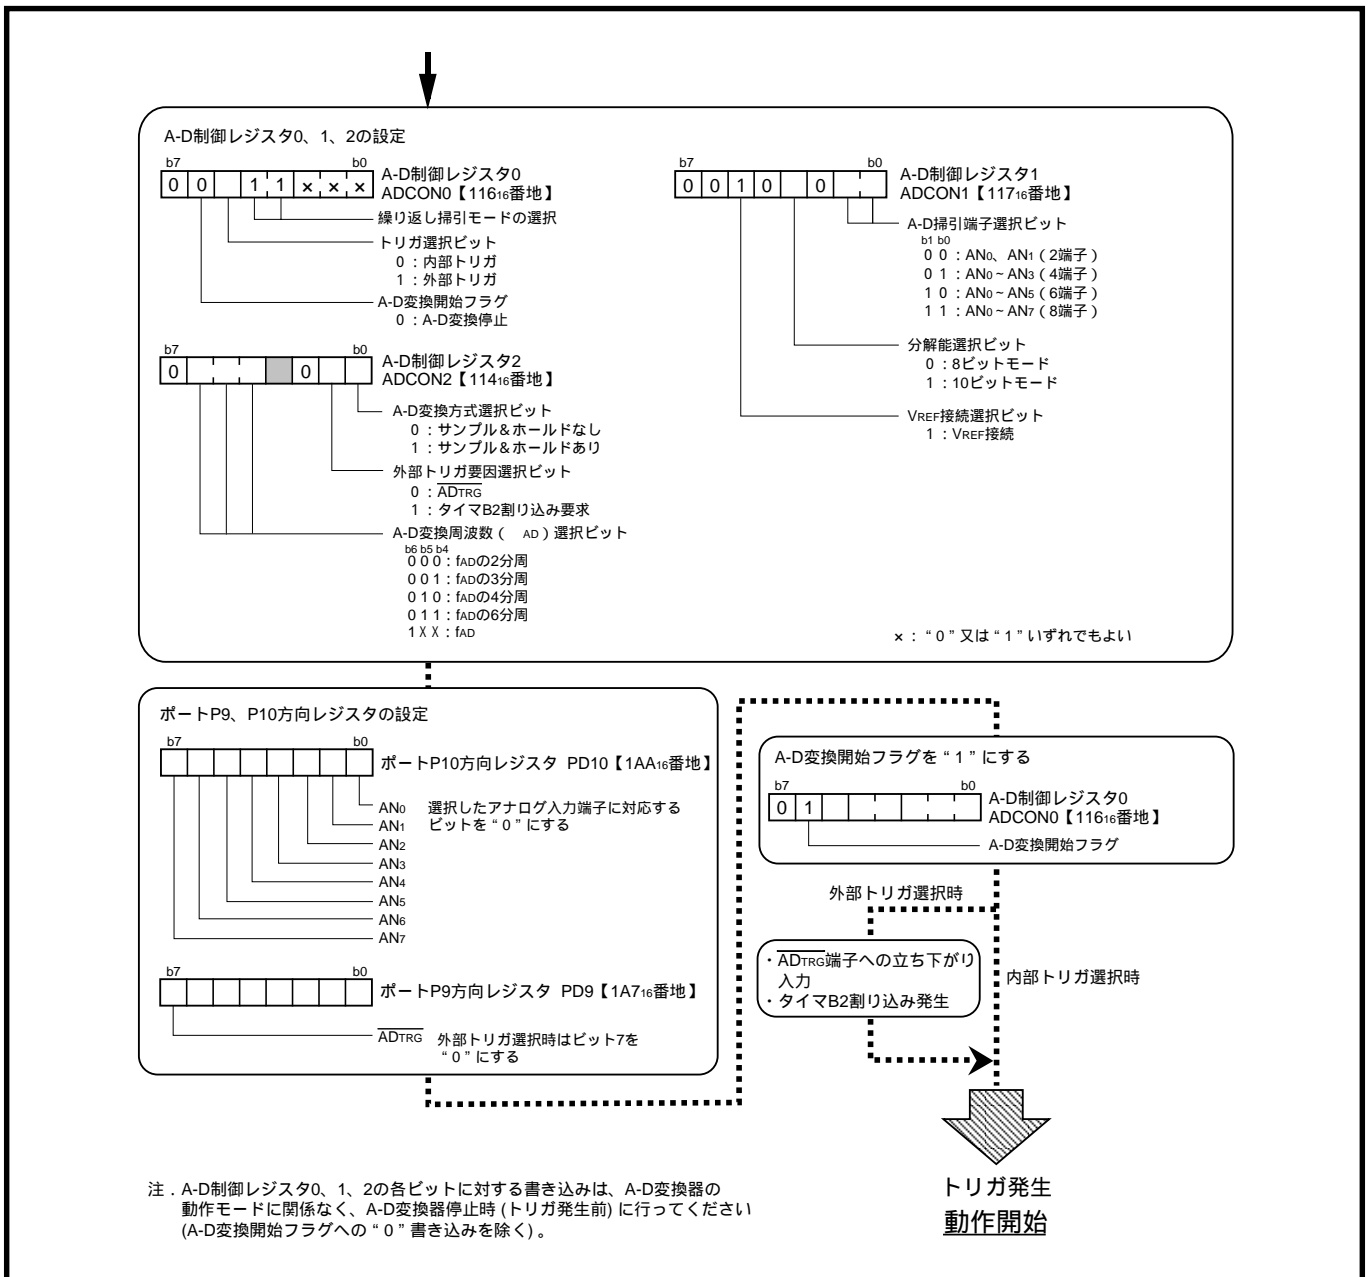 A-D制御レジスタ0、1、2の設定
b7 b0
0 0 1 1 × × ×
A-D制御レジスタ0
ADCON0【116₁₆番地】
繰り返し掃引モードの選択
トリガ選択ビット
0：内部トリガ
1：外部トリガ
A-D変換開始フラグ
0：A-D変換停止
b7 b0
0 0
A-D制御レジスタ2
ADCON2【114₁₆番地】
A-D変換方式選択ビット
0：サンプル＆ホールドなし
1：サンプル＆ホールドあり
外部トリガ要因選択ビット
0：ADTRG
1：タイマB2割り込み要求
A-D変換周波数（ AD）選択ビット
b6 b5 b4
0 0 0：fADの2分周
0 0 1：fADの3分周
0 1 0：fADの4分周
0 1 1：fADの6分周
1 X X：fAD
b7 b0
0 0 1 0 0
A-D制御レジスタ1
ADCON1【117₁₆番地】
A-D掃引端子選択ビット
b1 b0
0 0：AN₀、AN₁（2端子）
0 1：AN₀～AN₃（4端子）
1 0：AN₀～AN₅（6端子）
1 1：AN₀～AN₇（8端子）
分解能選択ビット
0：8ビットモード
1：10ビットモード
VREF接続選択ビット
1：VREF接続
×：“0”又は“1”いずれでもよい
ポートP9、P10方向レジスタの設定
b7 b0
ポートP10方向レジスタ PD10【1AA₁₆番地】
AN₀ 選択したアナログ入力端子に対応する
AN₁ ビットを“0”にする
AN₂
AN₃
AN₄
AN₅
AN₆
AN₇
b7 b0
ポートP9方向レジスタ PD9【1A7₁₆番地】
ADTRG 外部トリガ選択時はビット7を
“0”にする
A-D変換開始フラグを“1”にする
b7 b0
0 1
A-D制御レジスタ0
ADCON0【116₁₆番地】
A-D変換開始フラグ
外部トリガ選択時
・ADTRG端子への立ち下がり
入力
・タイマB2割り込み発生
内部トリガ選択時
トリガ発生
動作開始
注．A-D制御レジスタ0、1、2の各ビットに対する書き込みは、A-D変換器の
動作モードに関係なく、A-D変換器停止時 (トリガ発生前) に行ってください
(A-D変換開始フラグへの“0”書き込みを除く)。